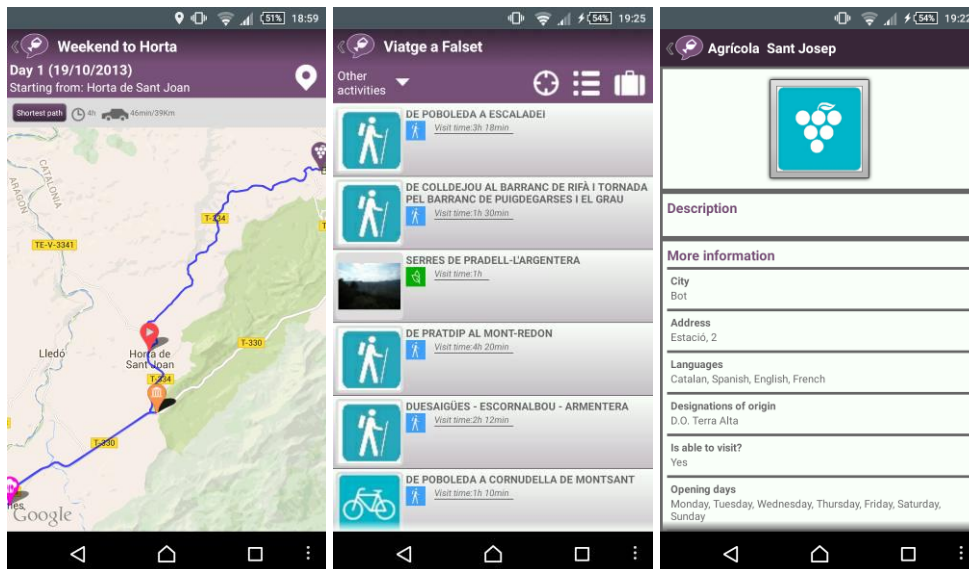 51% 18:59
Weekend to Horta
Day 1 (19/10/2013)
Starting from: Horta de Sant Joan
Shortest path 4h 46min/39Km
CATALONIA
ARAGON
T-334
TE-V-3341
Lledó
Horta de
Sant Joan
T-330
T-334
T-330
Google
54% 19:25
Viatge a Falset
Other
activities
DE POBOLEDA A ESCALADEI
Visit time:3h 18min
DE COLLDEJOU AL BARRANC DE RIFÀ I TORNADA
PEL BARRANC DE PUIGDEGARSES I EL GRAU
Visit time:1h 30min
SERRES DE PRADELL-L'ARGENTERA
Visit time:1h
DE PRATDIP AL MONT-REDON
Visit time:4h 20min
DUESAIGÜES - ESCORNALBOU - ARMENTERA
Visit time:2h 12min
DE POBOLEDA A CORNUDELLA DE MONTSANT
Visit time:1h 10min
54% 19:22
Agrícola Sant Josep
Description
More information
City
Bot
Address
Estació, 2
Languages
Catalan, Spanish, English, French
Designations of origin
D.O. Terra Alta
Is able to visit?
Yes
Opening days
Monday, Tuesday, Wednesday, Thursday, Friday, Saturday,
Sunday